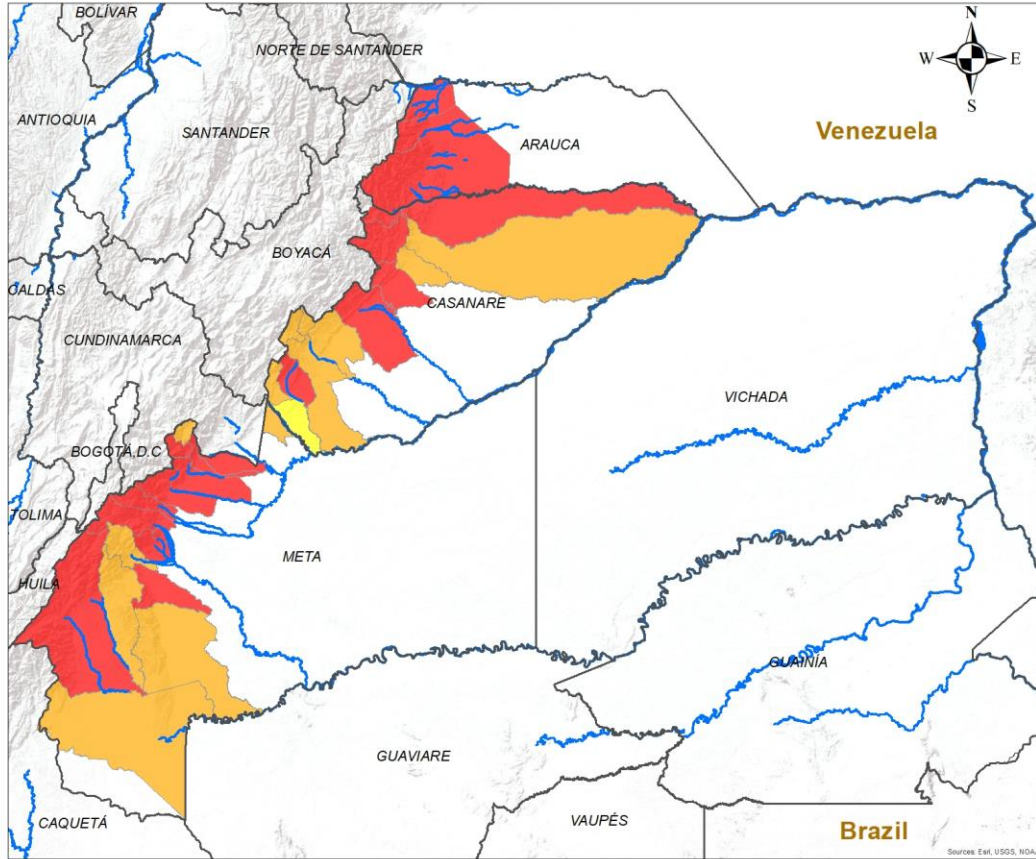 BOLÍVAR
N
NORTE DE SANTANDER
W
E
S
ANTIOQUIA
SANTANDER
ARAUCA
Venezuela
BOYACÁ
CALDAS
CASANARE
CUNDINAMARCA
VICHADA
BOGOTÁ,D.C
TOLIMA
META
HUILA
GUAINÍA
GUAVIARE
CAQUETÁ
VAUPÉS
Brazil
Sources: Esri, USGS, NOAA